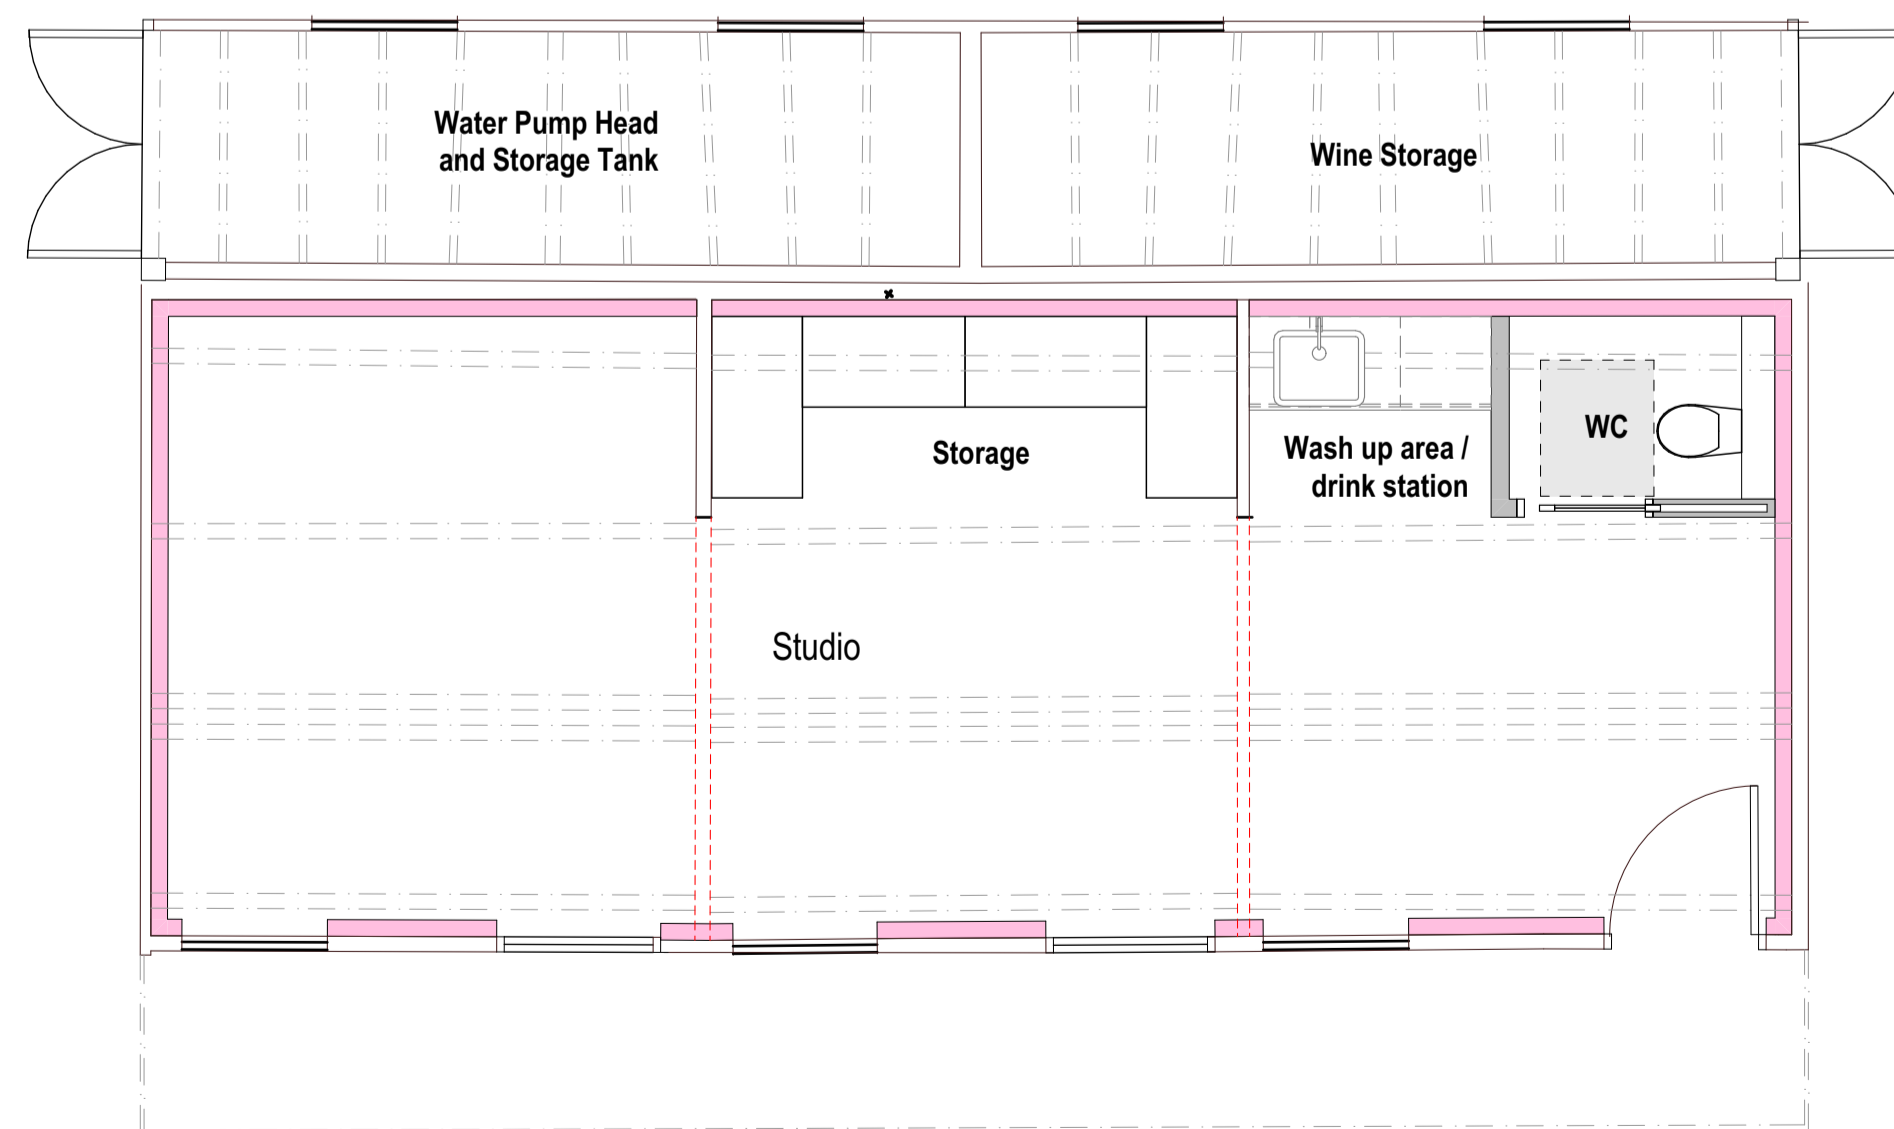 Water Pump Head
and Storage Tank
Wine Storage
Storage
Wash up area /
drink station
WC
Studio